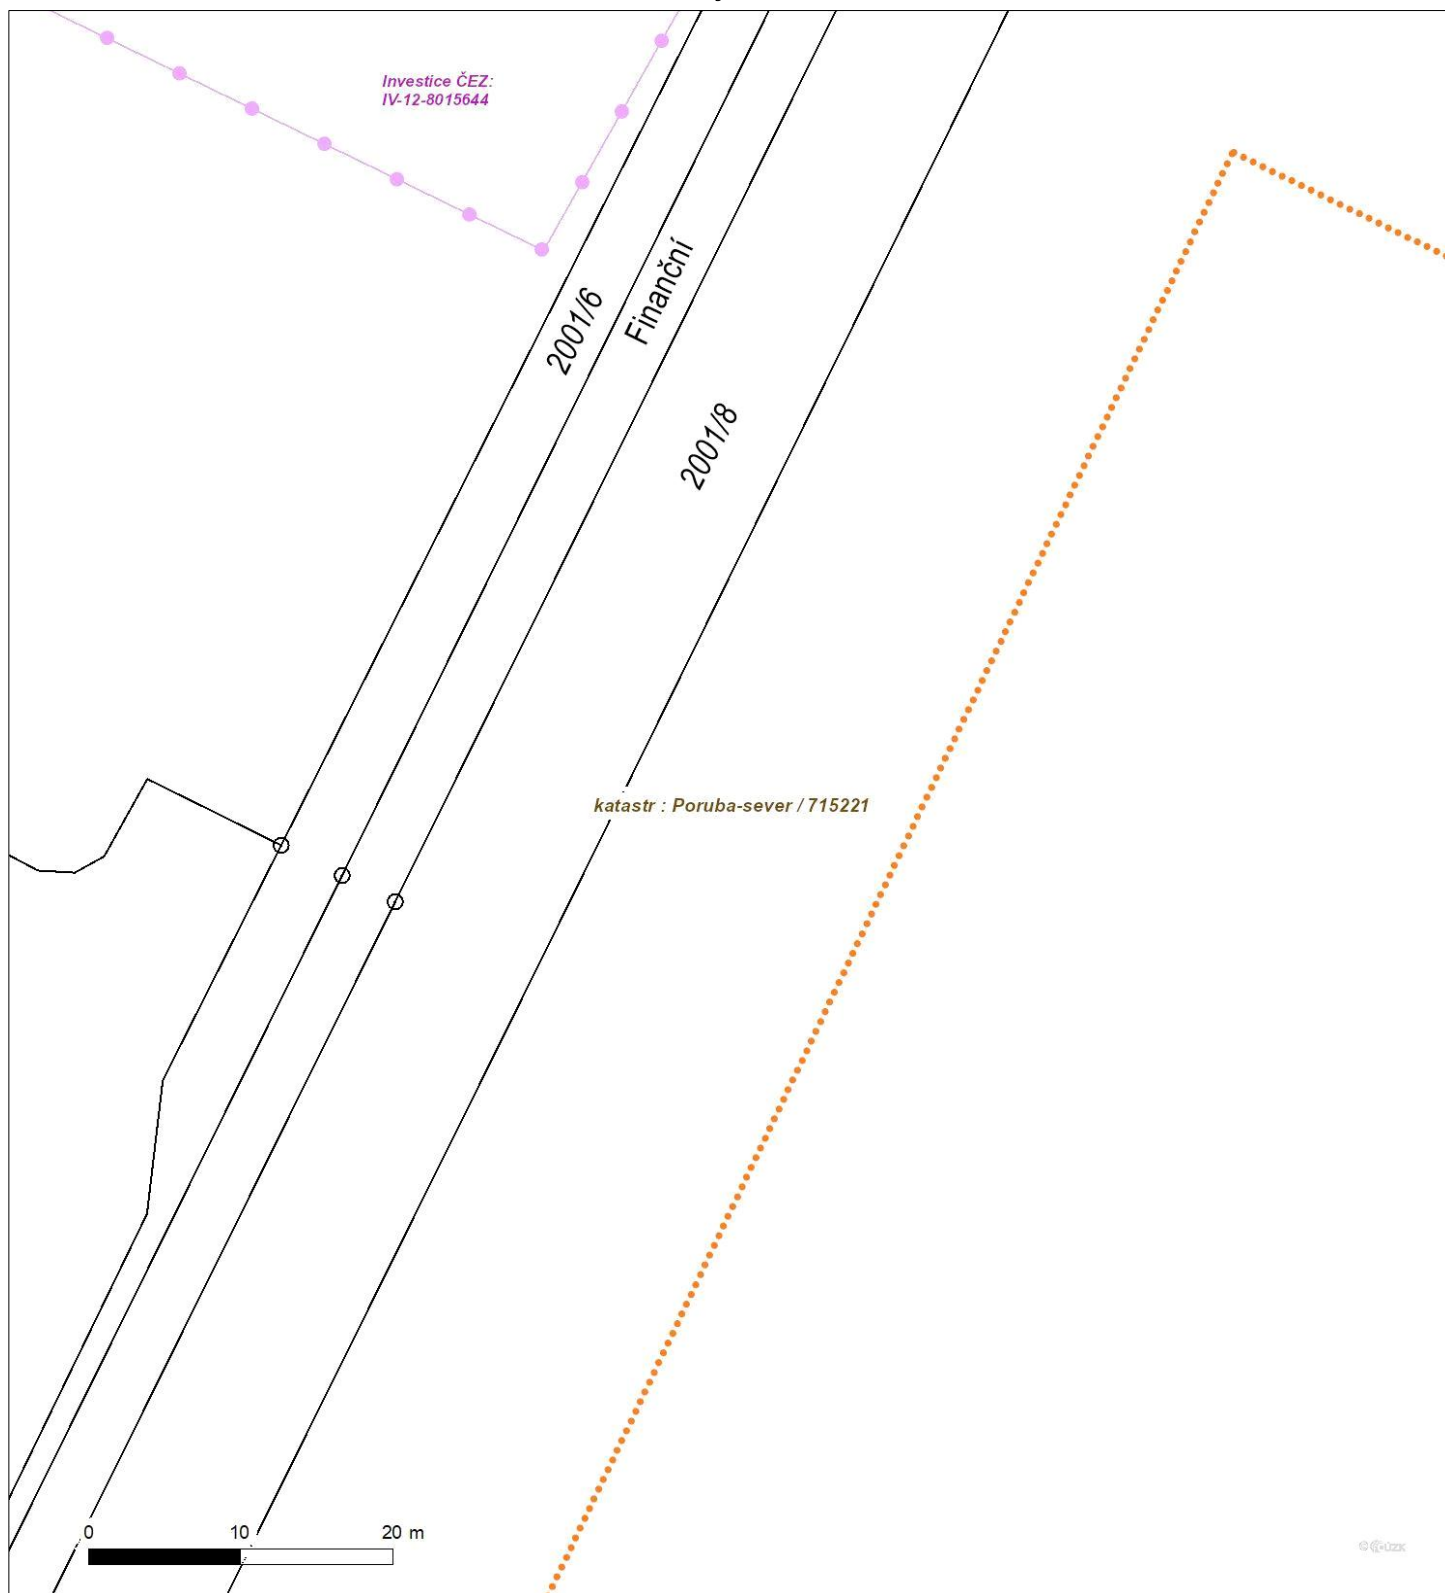 Investice ČEZ:
IV-12-8015644
2001/6
Finanční
2001/8
katastr : Poruba-sever / 715221
0 10 20 m